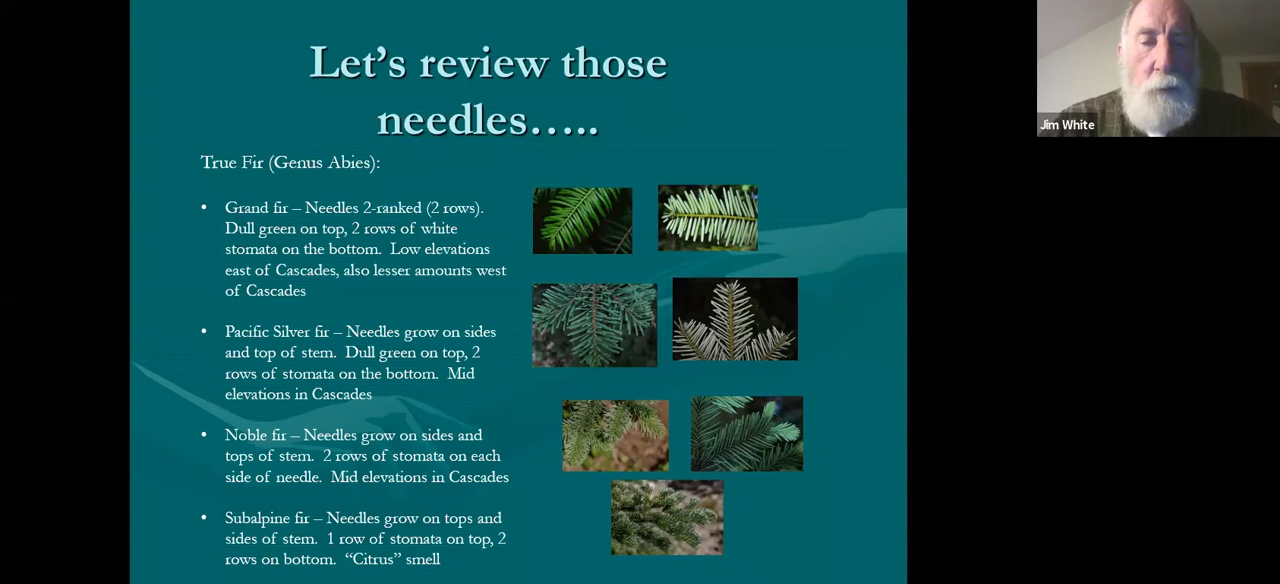 Let's review those
needles…..
True Fir (Genus Abies):
• Grand fir – Needles 2-ranked (2 rows).
Dull green on top, 2 rows of white
stomata on the bottom. Low elevations
east of Cascades, also lesser amounts west
of Cascades
• Pacific Silver fir – Needles grow on sides
and top of stem. Dull green on top, 2
rows of stomata on the bottom. Mid
elevations in Cascades
• Noble fir – Needles grow on sides and
tops of stem. 2 rows of stomata on each
side of needle. Mid elevations in Cascades
• Subalpine fir – Needles grow on tops and
sides of stem. 1 row of stomata on top, 2
rows on bottom. “Citrus” smell
Jim White